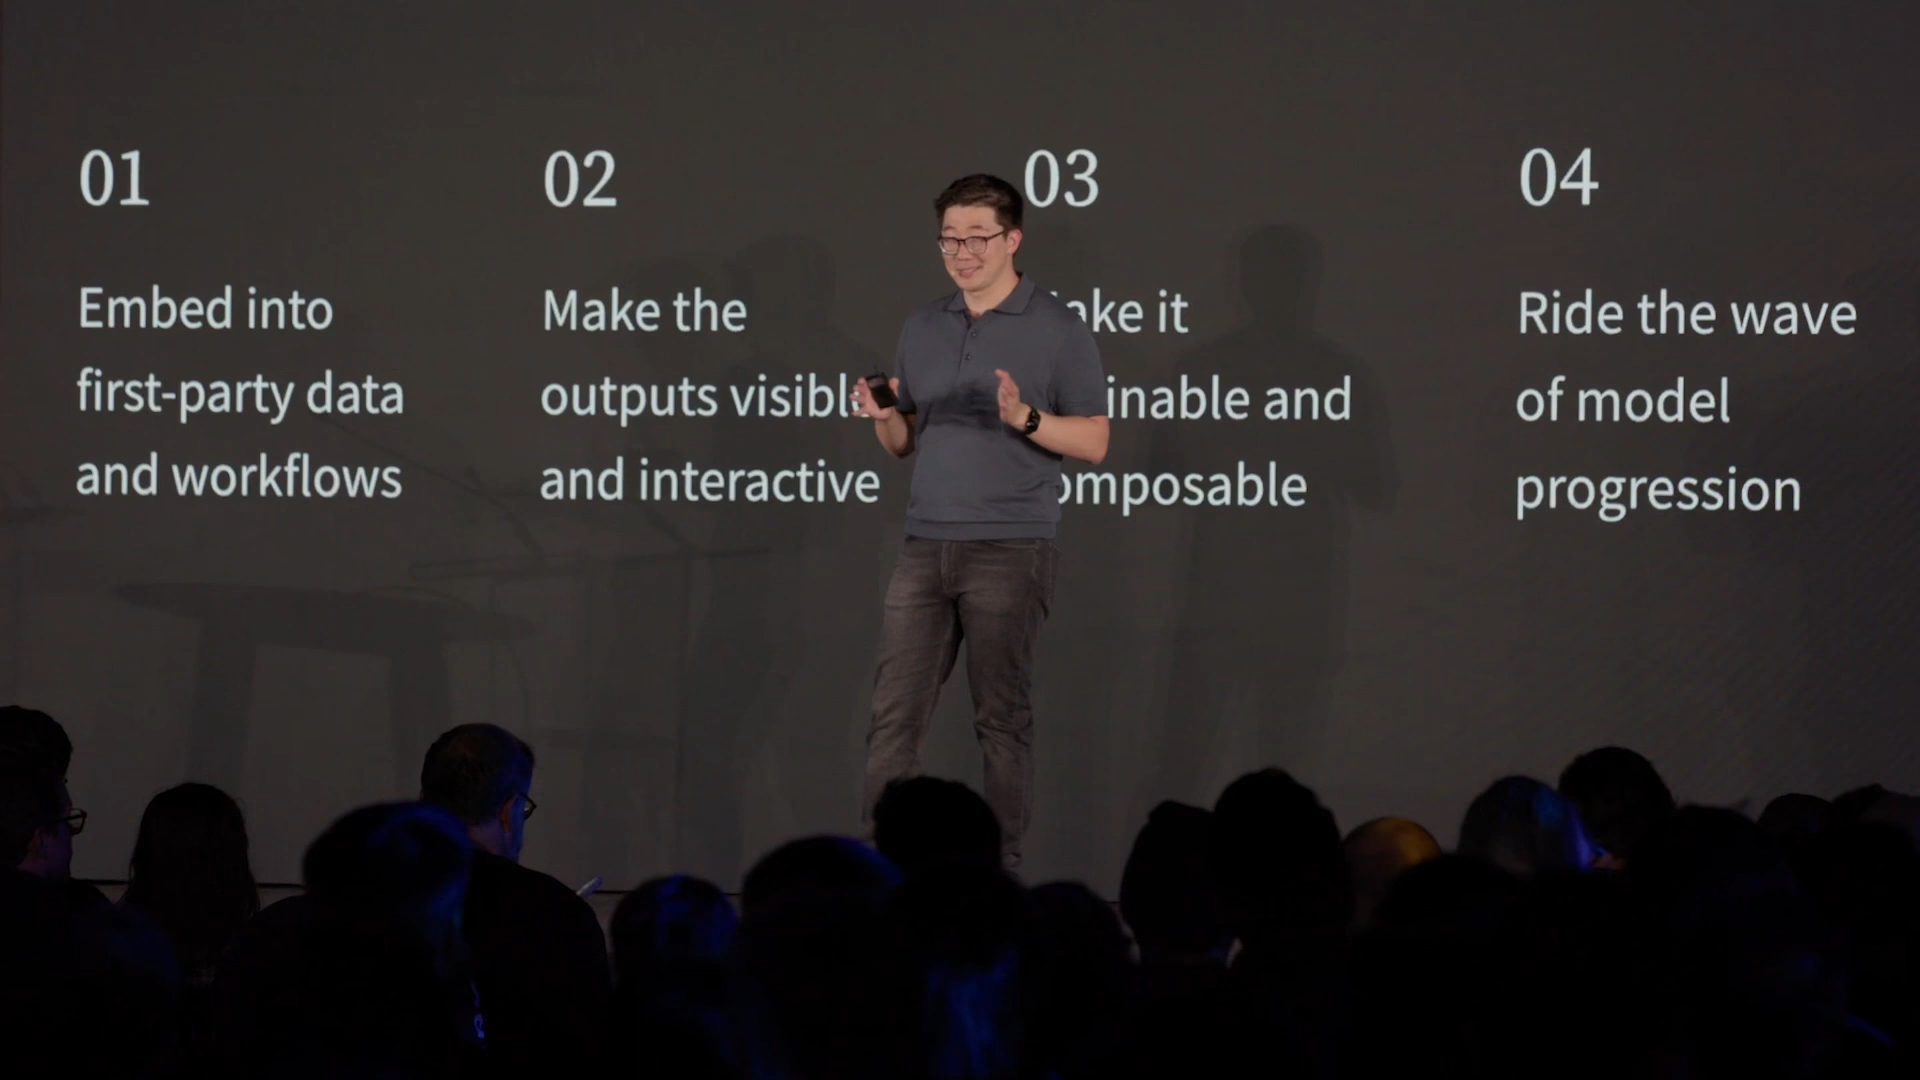 01
Embed into
first-party data
and workflows
02
Make the
outputs visibl
and interactive
03
ake it
inable and
omposable
04
Ride the wave
of model
progression